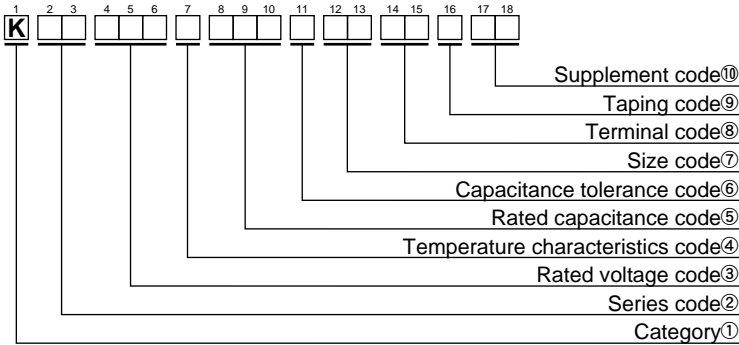 1 2 3 4 5 6 7 8 9 10 11 12 13 14 15 16 17 18
K
Supplement code⑩
Taping code⑨
Terminal code⑧
Size code⑦
Capacitance tolerance code⑥
Rated capacitance code⑤
Temperature characteristics code④
Rated voltage code③
Series code②
Category①